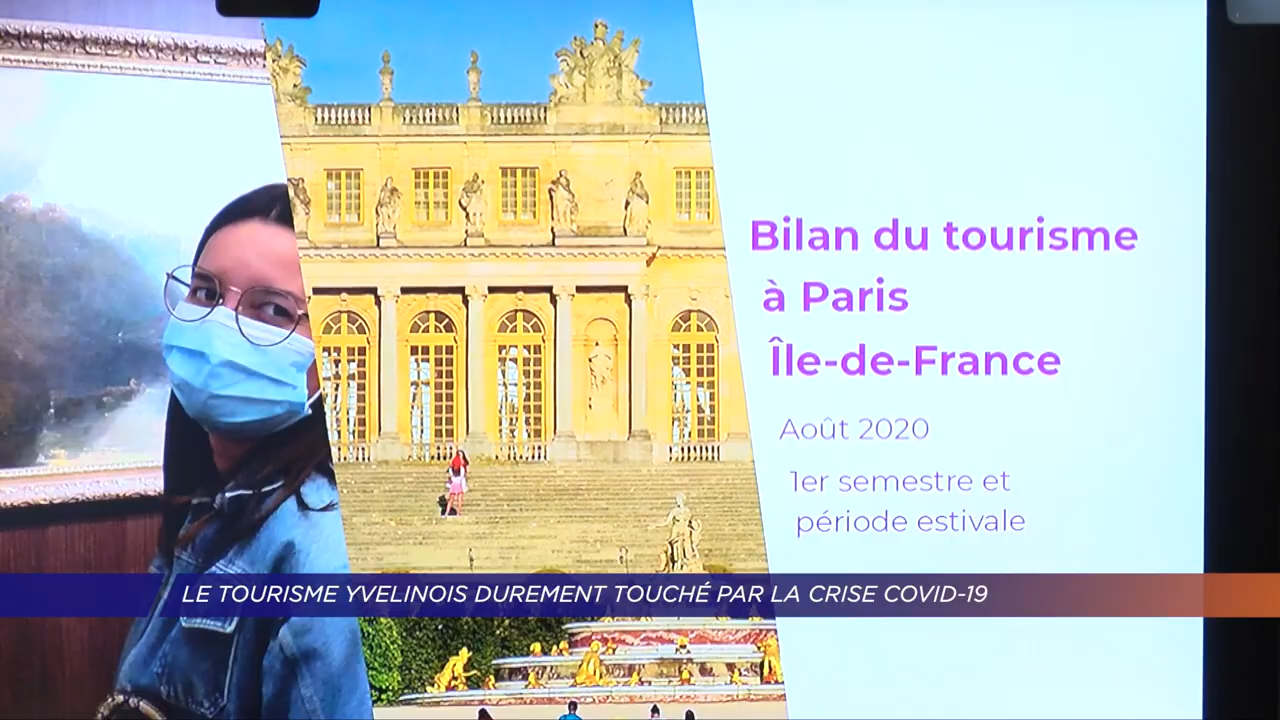 Bilan du tourisme
à Paris
Île-de-France
Août 2020
1er semestre et
période estivale
LE TOURISME YVELINOIS DUREMENT TOUCHÉ PAR LA CRISE COVID-19